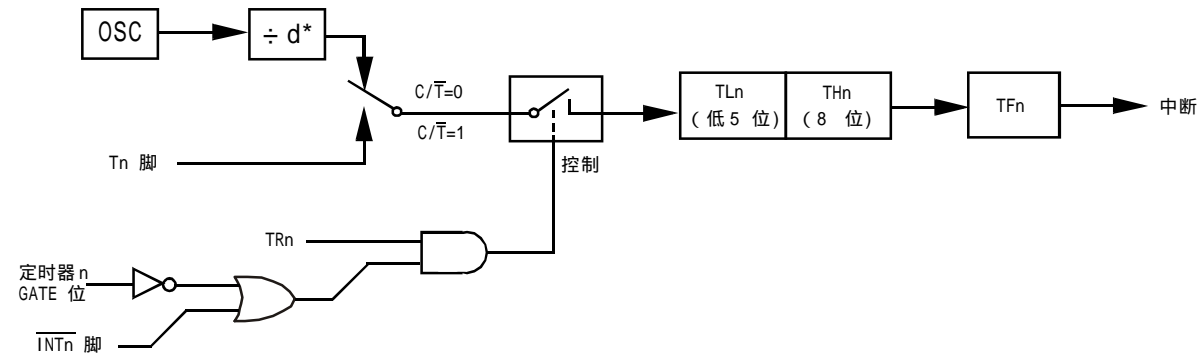 OSC
÷ d*
C/T̅=0
C/T̅=1
Tn 脚
控制
TLn
(低5 位)
THn
(8 位)
TFn
中断
TRn
定时器n
GATE 位
I̅N̅T̅n̅ 脚